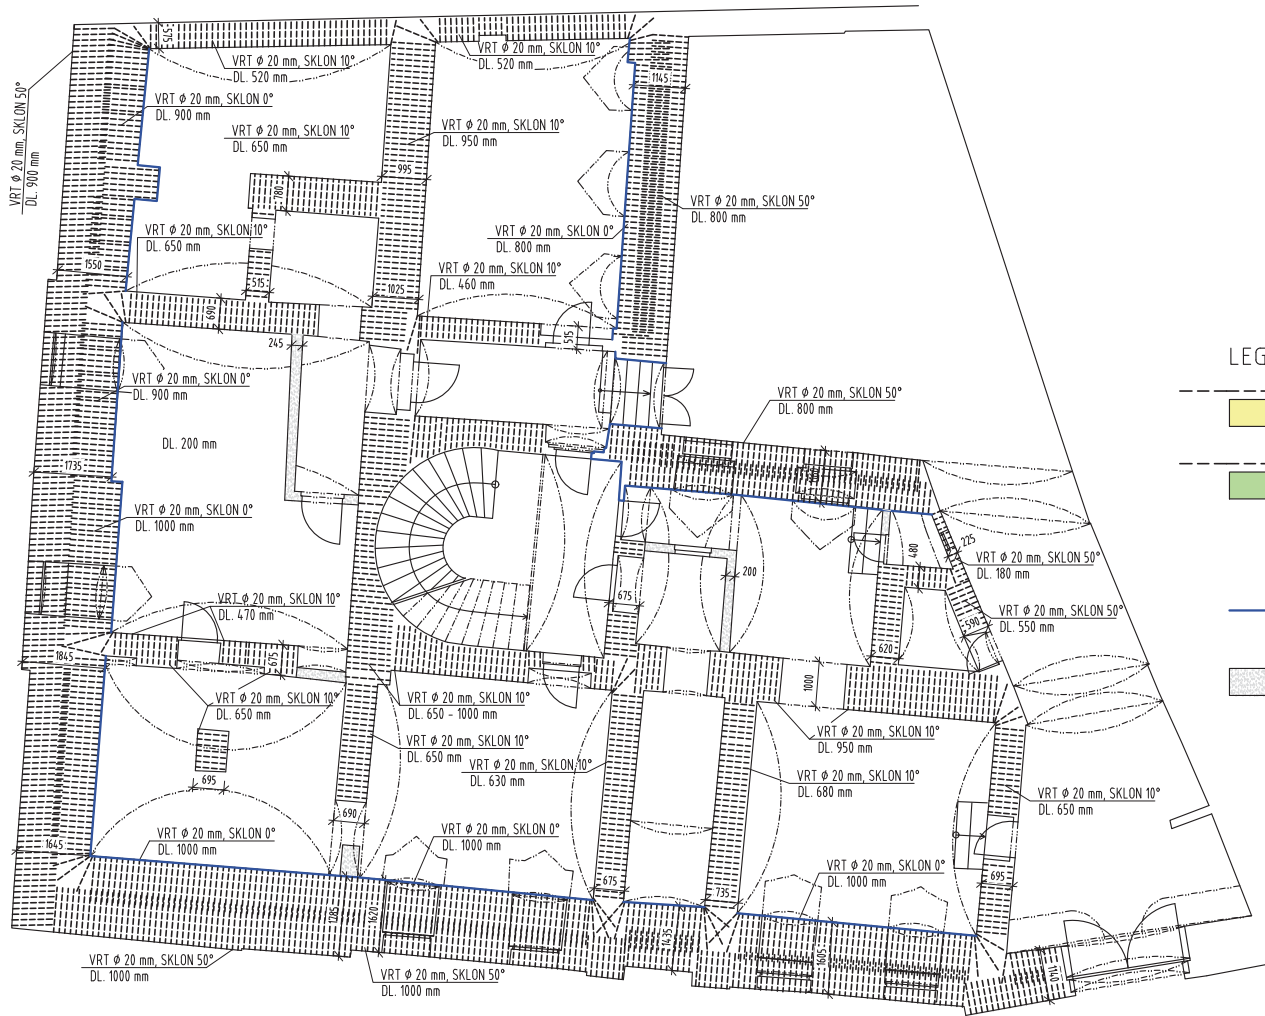 545
VRT ϕ 20 mm, SKLON 10°
DL. 520 mm
VRT ϕ 20 mm, SKLON 10°
DL. 520 mm
1145
VRT ϕ 20 mm, SKLON 50°
DL. 900 mm
VRT ϕ 20 mm, SKLON 0°
DL. 900 mm
VRT ϕ 20 mm, SKLON 10°
DL. 650 mm
VRT ϕ 20 mm, SKLON 10°
DL. 950 mm
995
780
VRT ϕ 20 mm, SKLON 50°
DL. 800 mm
VRT ϕ 20 mm, SKLON 10°
DL. 650 mm
VRT ϕ 20 mm, SKLON 0°
DL. 800 mm
1550
515
1025
VRT ϕ 20 mm, SKLON 10°
DL. 460 mm
690
245
515
LEG
VRT ϕ 20 mm, SKLON 0°
DL. 900 mm
VRT ϕ 20 mm, SKLON 50°
DL. 800 mm
DL. 200 mm
1735
VRT ϕ 20 mm, SKLON 0°
DL. 1000 mm
225
480
VRT ϕ 20 mm, SKLON 50°
DL. 180 mm
200
VRT ϕ 20 mm, SKLON 10°
DL. 470 mm
675
VRT ϕ 20 mm, SKLON 50°
DL. 550 mm
590
620
1845
675
1000
VRT ϕ 20 mm, SKLON 10°
DL. 650 mm
VRT ϕ 20 mm, SKLON 10°
DL. 650 - 1000 mm
VRT ϕ 20 mm, SKLON 10°
DL. 950 mm
VRT ϕ 20 mm, SKLON 10°
DL. 650 mm
VRT ϕ 20 mm, SKLON 10°
DL. 630 mm
VRT ϕ 20 mm, SKLON 10°
DL. 680 mm
VRT ϕ 20 mm, SKLON 10°
DL. 650 mm
695
690
1645
VRT ϕ 20 mm, SKLON 0°
DL. 1000 mm
VRT ϕ 20 mm, SKLON 0°
DL. 1000 mm
VRT ϕ 20 mm, SKLON 0°
DL. 1000 mm
675
735
695
1285
1620
1435
1605
1140
VRT ϕ 20 mm, SKLON 50°
DL. 1000 mm
VRT ϕ 20 mm, SKLON 50°
DL. 1000 mm